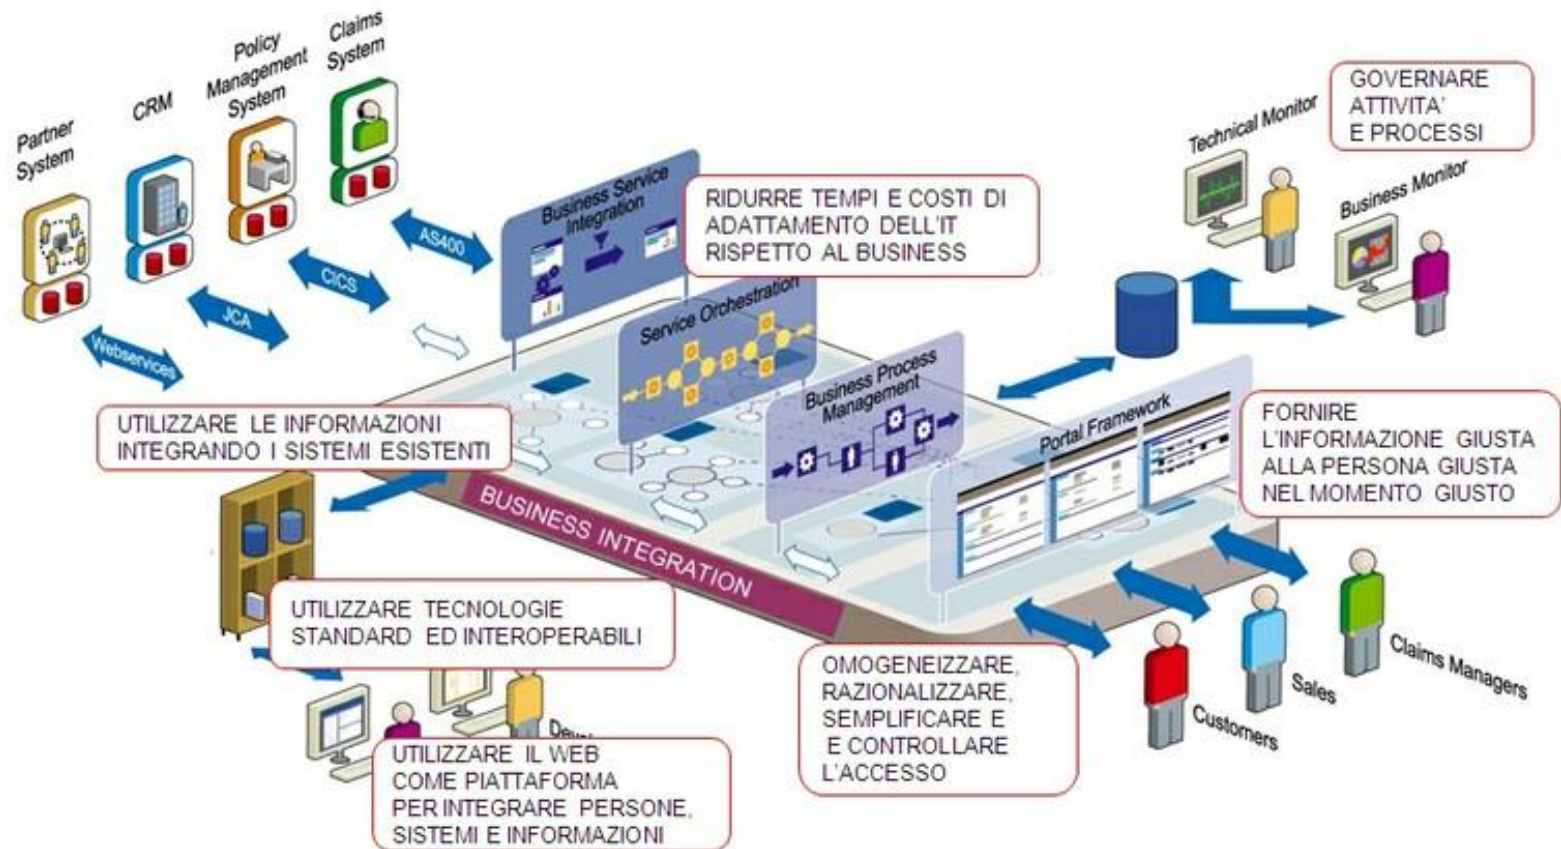 Claims
System
Policy
Management
System
CRM
Partner
System
AS400
CICS
JCA
Webservices
Business Service
Integration
RIDURRE TEMPI E COSTI DI
ADATTAMENTO DELL'IT
RISPETTO AL BUSINESS
GOVERNARE
ATTIVITA'
E PROCESSI
Technical Monitor
Business Monitor
Service Orchestration
Business Process
Management
Portal Framework
UTILIZZARE LE INFORMAZIONI
INTEGRANDO I SISTEMI ESISTENTI
FORNIRE
L'INFORMAZIONE GIUSTA
ALLA PERSONA GIUSTA
NEL MOMENTO GIUSTO
BUSINESS INTEGRATION
UTILIZZARE TECNOLOGIE
STANDARD ED INTEROPERABILI
OMOGENEIZZARE,
RAZIONALIZZARE,
SEMPLIFICARE E
E CONTROLLARE
L'ACCESSO
Claims Managers
Sales
Customers
UTILIZZARE IL WEB
COME PIATTAFORMA
PER INTEGRARE PERSONE,
SISTEMI E INFORMAZIONI